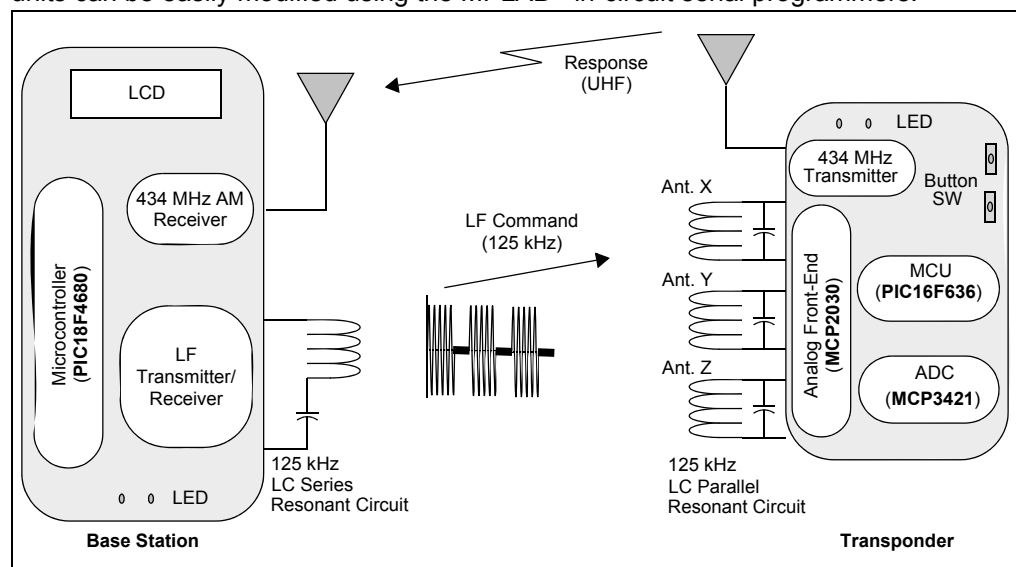 units can be easily modified using the MPLAB® in-circuit serial programmers.
LCD
434 MHz AM
Receiver
Microcontroller
(PIC18F4680)
LF
Transmitter/
Receiver
LED
Base Station
125 kHz
LC Series
Resonant Circuit
Response
(UHF)
LF Command
(125 kHz)
Ant. X
Ant. Y
Ant. Z
125 kHz
LC Parallel
Resonant Circuit
LED
434 MHz
Transmitter
Button
SW
Analog Front-End
(MCP2030)
MCU
(PIC16F636)
ADC
(MCP3421)
Transponder